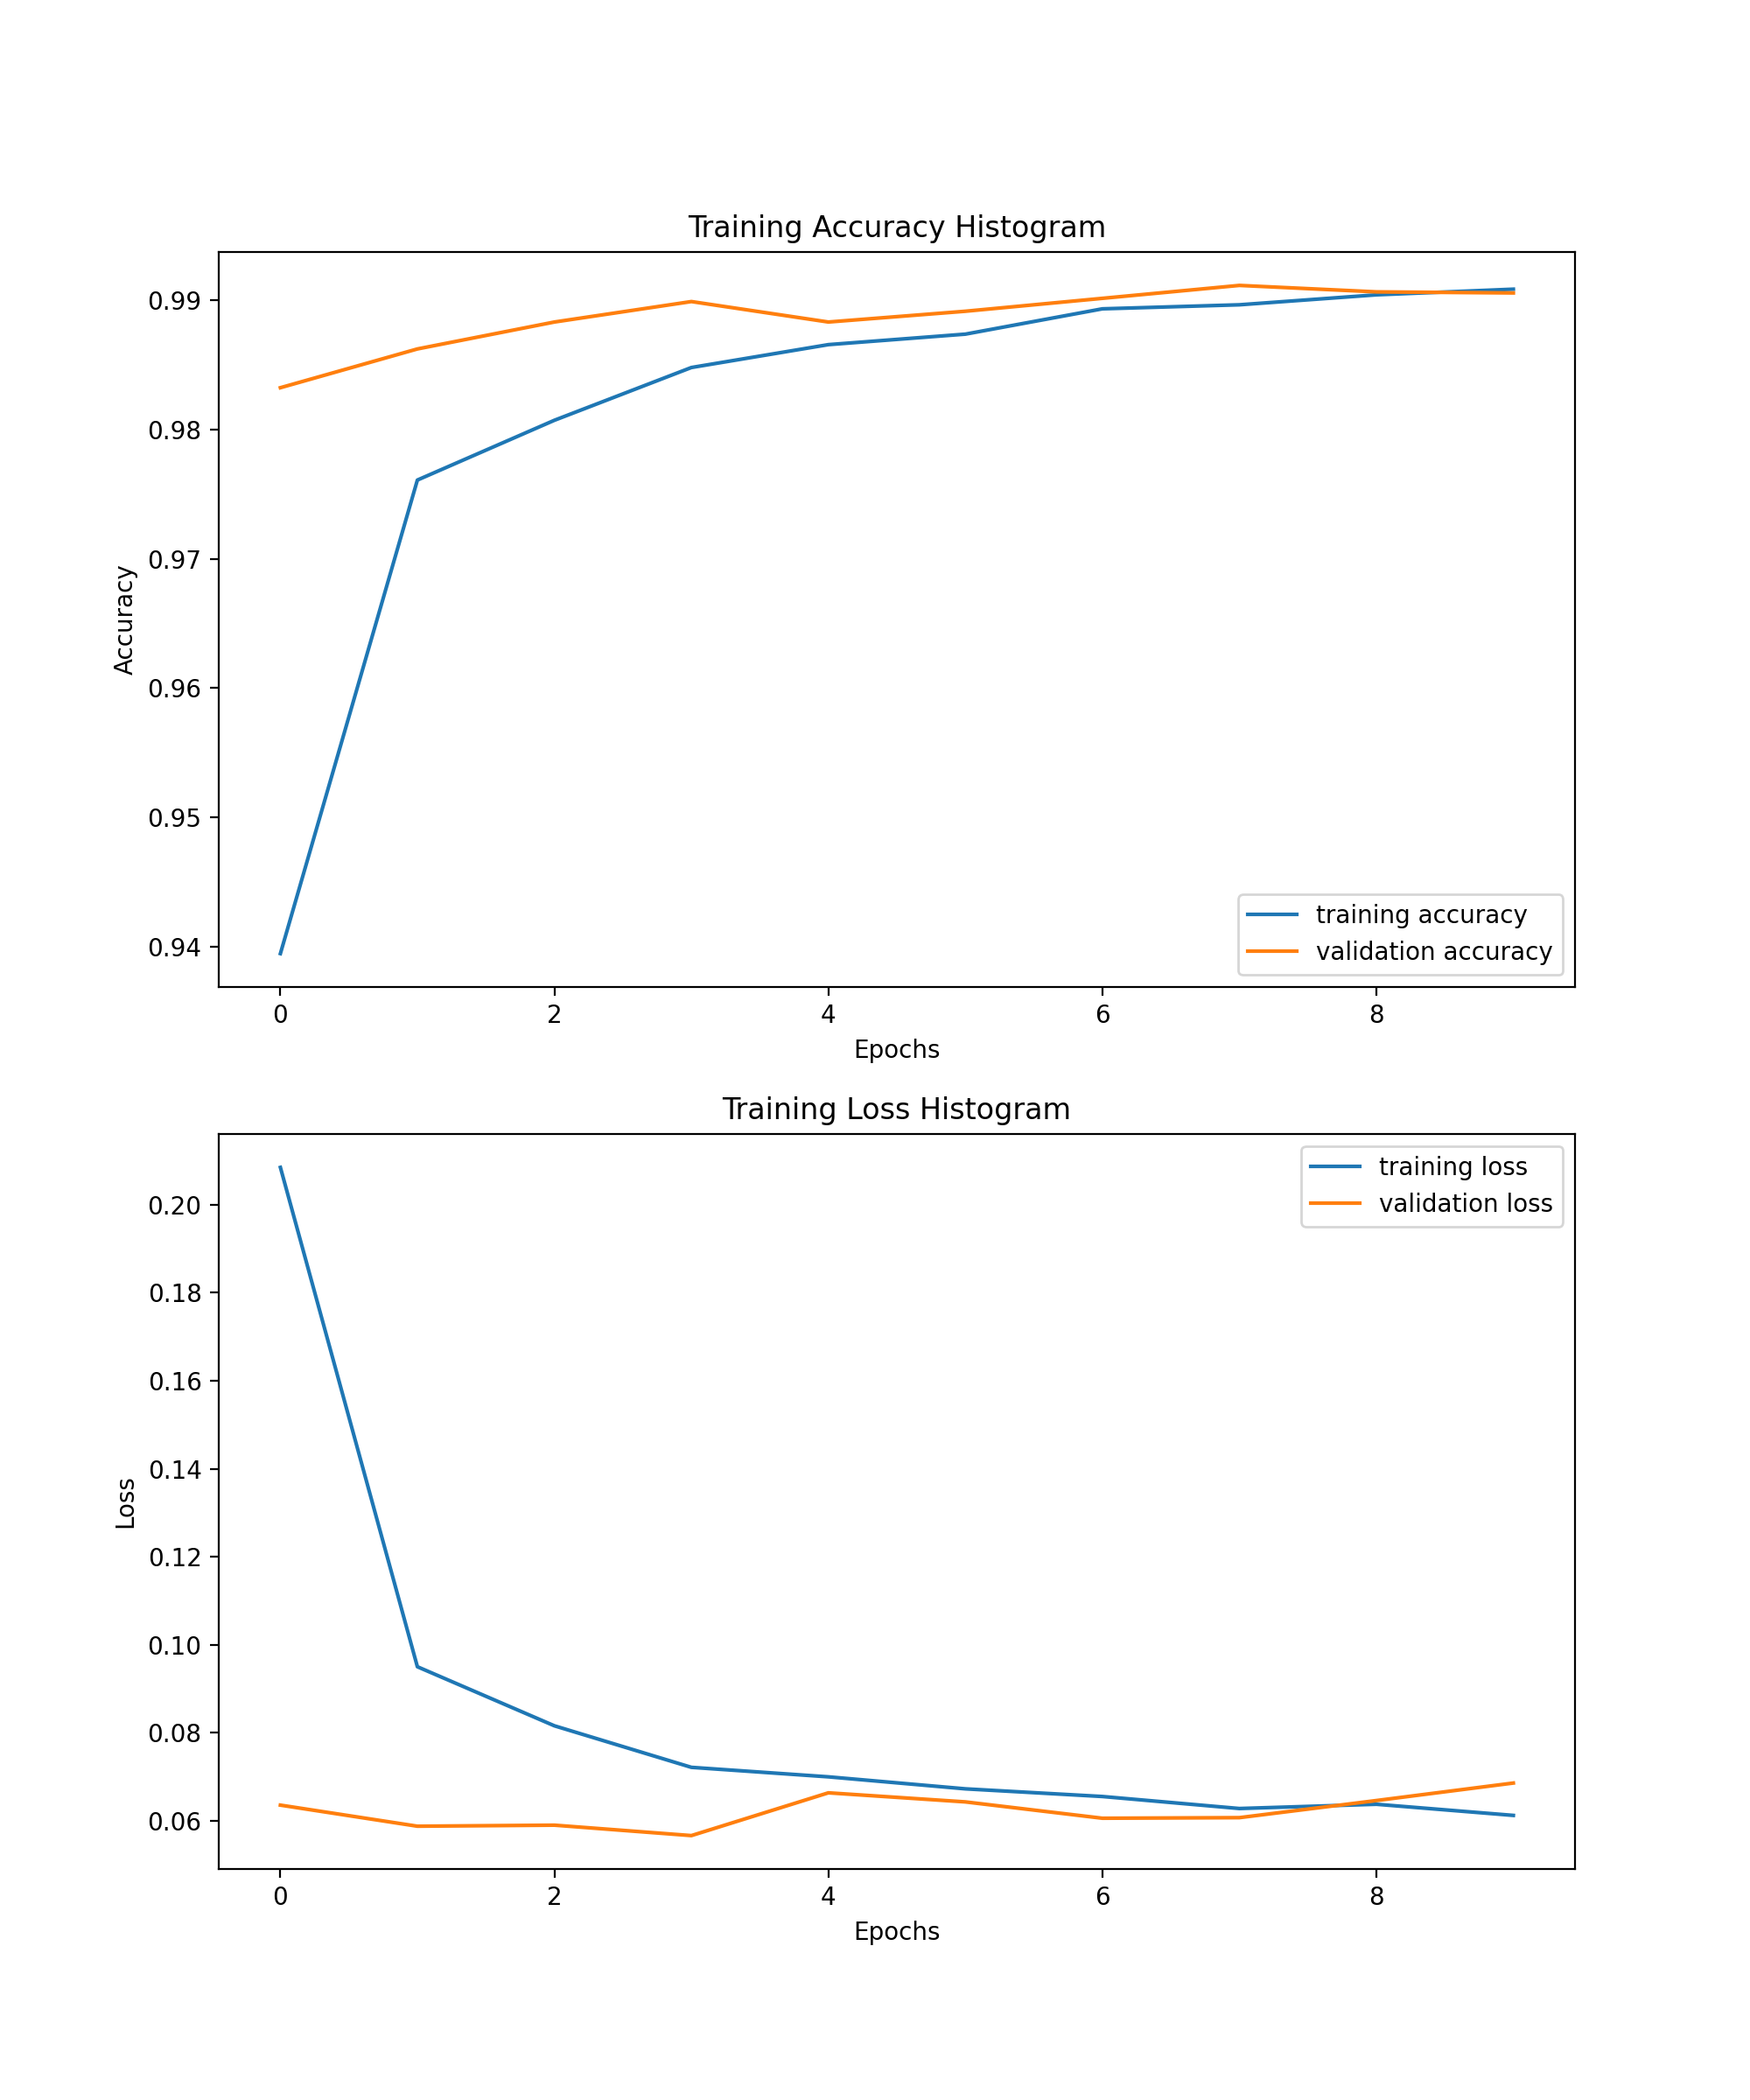 Training Accuracy Histogram
0.99
0.98
0.97
0.96
0.95
0.94
Accuracy
training accuracy
validation accuracy
0 2 4 6 8
Epochs
Training Loss Histogram
training loss
validation loss
0.20
0.18
0.16
0.14
0.12
0.10
0.08
0.06
Loss
0 2 4 6 8
Epochs